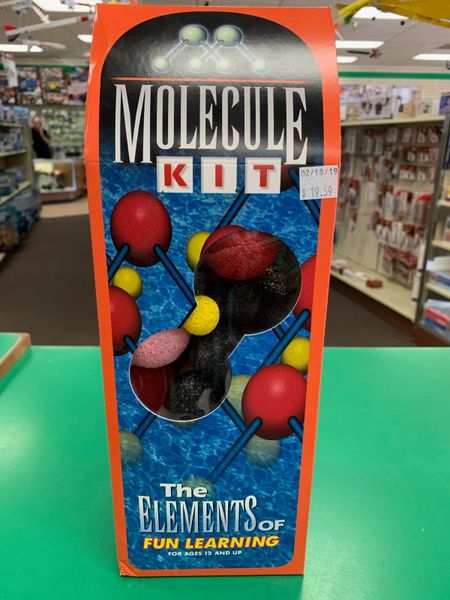 MOLECULE
KIT
02/18/19
$ 19.59
The
ELEMENTS OF
FUN LEARNING
FOR AGES 12 AND UP